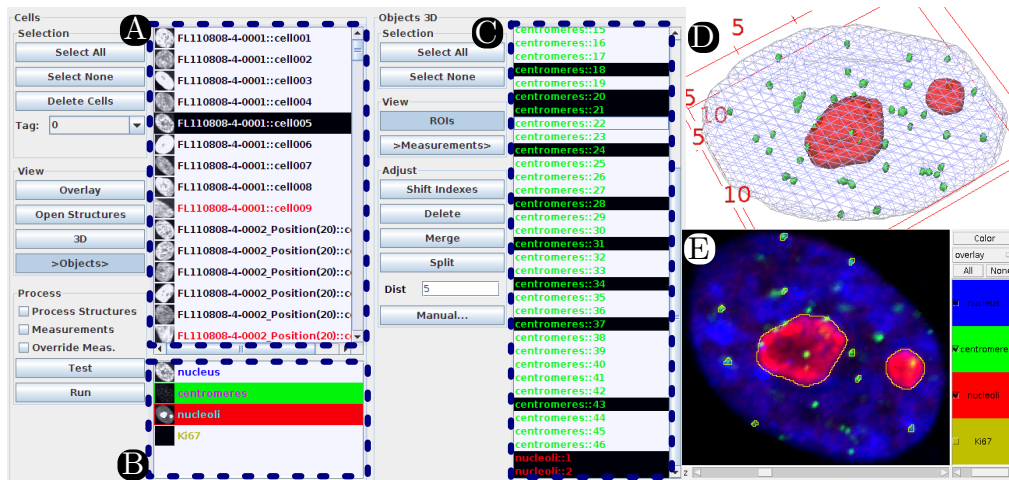 Cells
Selection
Select All
Select None
Delete Cells
Tag: 0
View
Overlay
Open Structures
3D
>Objects>
Process
Process Structures
Measurements
Override Meas.
Test
Run
A
FL110808-4-0001::cell001
FL110808-4-0001::cell002
FL110808-4-0001::cell003
FL110808-4-0001::cell004
FL110808-4-0001::cell005
FL110808-4-0001::cell006
FL110808-4-0001::cell007
FL110808-4-0001::cell008
FL110808-4-0001::cell009
FL110808-4-0002_Position(20)::c
FL110808-4-0002_Position(20)::c
FL110808-4-0002_Position(20)::c
FL110808-4-0002_Position(20)::c
FL110808-4-0002_Position(20)::c
FL110808-4-0002_Position(20)::c
B
nucleus
centromeres
nucleoli
Ki67
Objects 3D
Selection
Select All
Select None
View
ROIs
>Measurements>
Adjust
Shift Indexes
Delete
Merge
Split
Dist 5
Manual...
C
centromeres::15
centromeres::16
centromeres::17
centromeres::18
centromeres::19
centromeres::20
centromeres::21
centromeres::22
centromeres::23
centromeres::24
centromeres::25
centromeres::26
centromeres::27
centromeres::28
centromeres::29
centromeres::30
centromeres::31
centromeres::32
centromeres::33
centromeres::34
centromeres::35
centromeres::36
centromeres::37
centromeres::38
centromeres::39
centromeres::40
centromeres::41
centromeres::42
centromeres::43
centromeres::44
centromeres::45
centromeres::46
nucleoli::1
nucleoli::2
D
5
5
10
5
10
E
z
Color
overlay
All
None
nucleus
centromere
nucleoli
Ki67